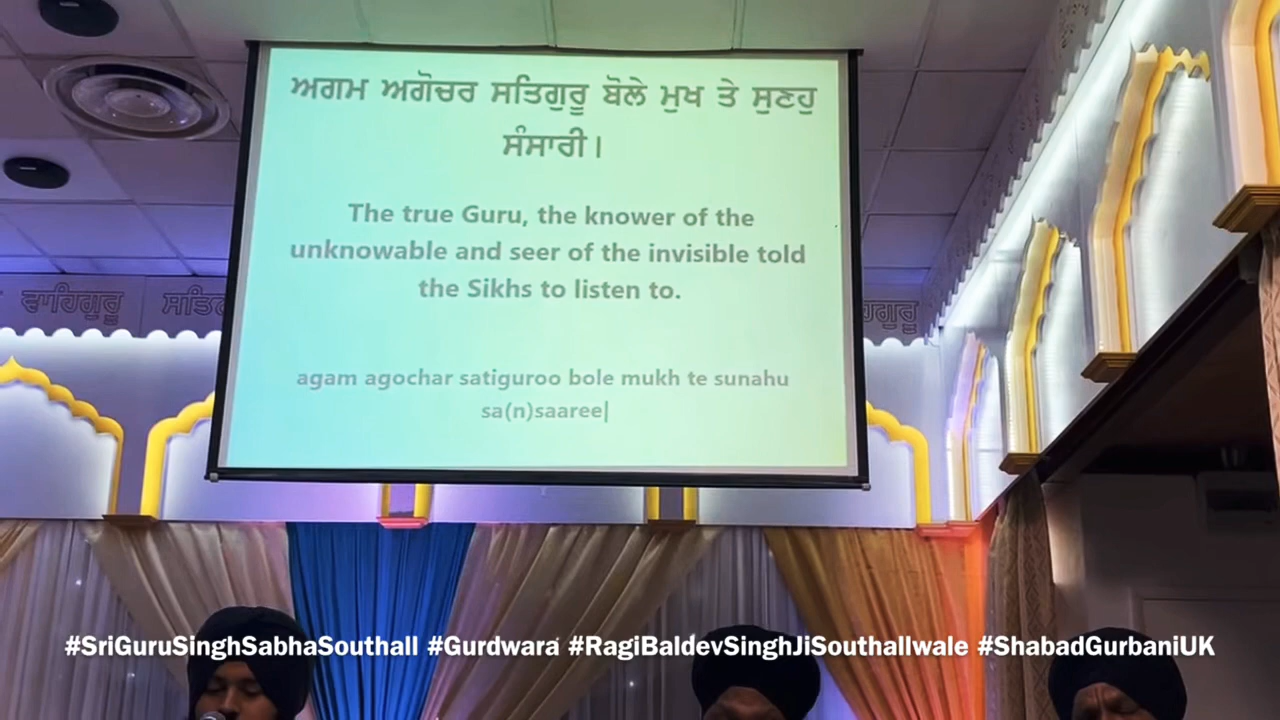 ਅਗਮ ਅਗੋਚਰ ਸਤਿਗੁਰੂ ਬੋਲੇ ਮੁਖ ਤੇ ਸੁਣਹੁ
ਸੰਸਾਰੀ।
The true Guru, the knower of the
unknowable and seer of the invisible told
the Sikhs to listen to.
agam agochar satiguroo bole mukh te sunahu
sa(n)saaree|
ਵਾਹਿਗੁਰੂ
#SriGuruSinghSabhaSouthall #Gurdwara #RagiBaldevSinghJiSouthallwale #ShabadGurbaniUK